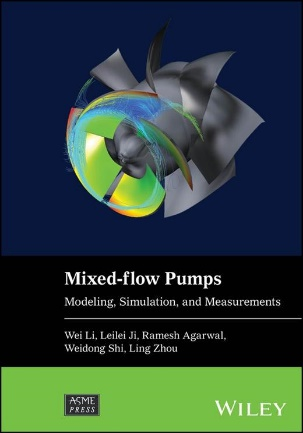 Mixed-flow Pumps
Modeling, Simulation, and Measurements
Wei Li, Leilei Ji, Ramesh Agarwal,
Weidong Shi, Ling Zhou
ASME
PRESS
WILEY